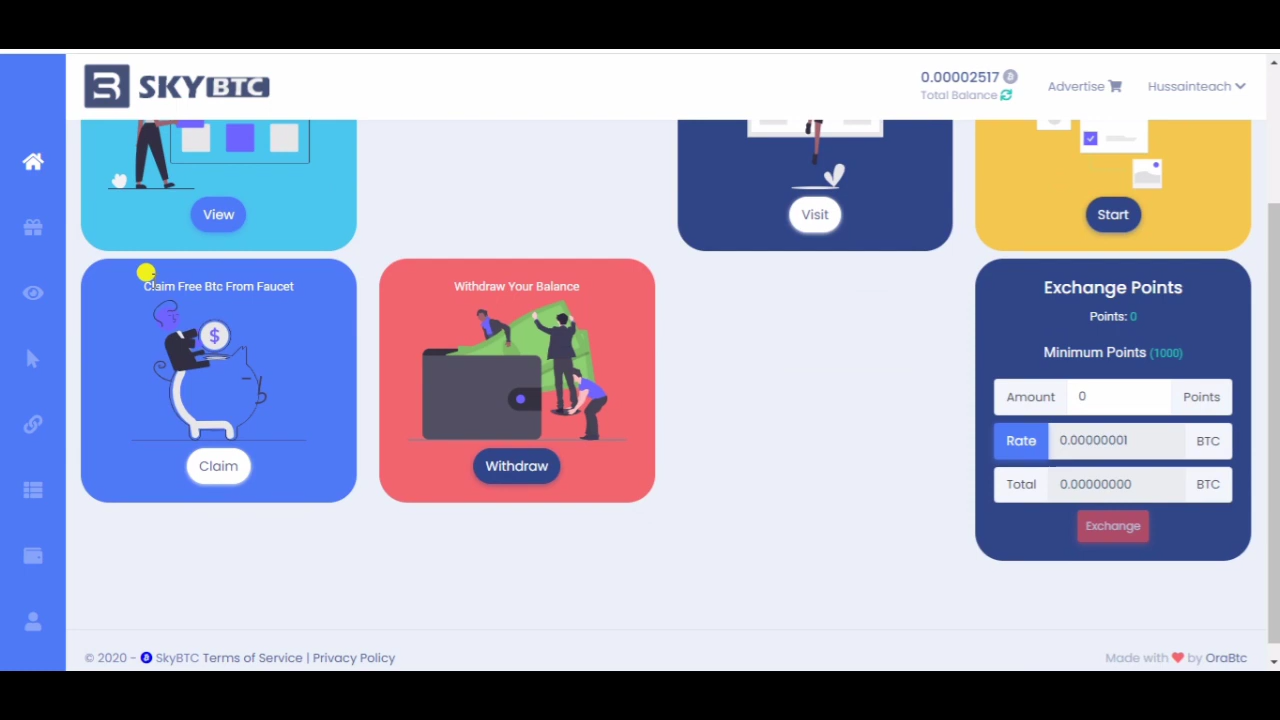 SKYBTC
0.00002517
Total Balance
Advertise
Hussainteach
View
Visit
Start
Claim Free Btc From Faucet
$
Claim
Withdraw Your Balance
Withdraw
Exchange Points
Points: 0
Minimum Points (1000)
Amount 0 Points
Rate 0.00000001 BTC
Total 0.00000000 BTC
Exchange
© 2020 - SkyBTC Terms of Service | Privacy Policy
Made with ❤ by OraBtc